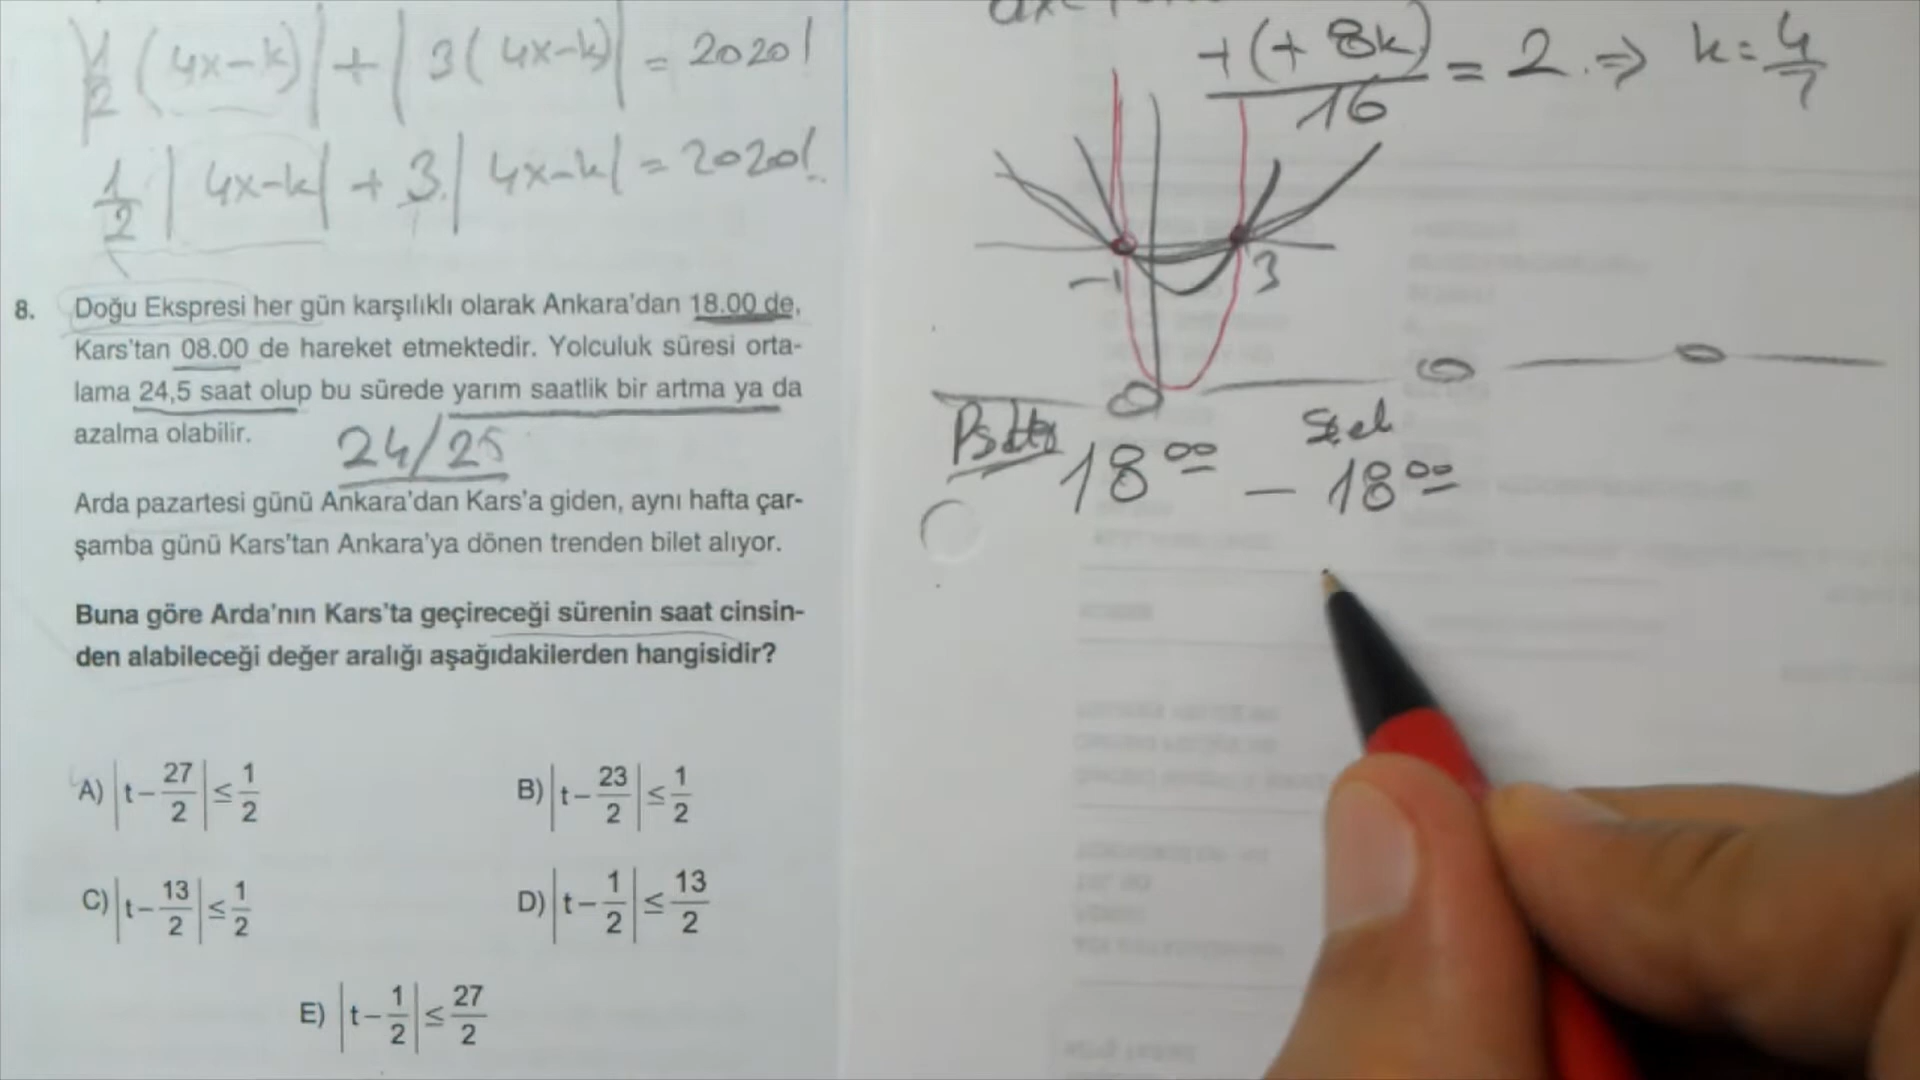 |1/2 (4x-k)| + |3(4x-k)| = 2020!
1/2 |4x-k| + 3.|4x-k| = 2020!
8. Doğu Ekspresi her gün karşılıklı olarak Ankara'dan 18.00 de,
Kars'tan 08.00 de hareket etmektedir. Yolculuk süresi orta-
lama 24,5 saat olup bu sürede yarım saatlik bir artma ya da
azalma olabilir.
24/25
Arda pazartesi günü Ankara'dan Kars'a giden, aynı hafta çar-
şamba günü Kars'tan Ankara'ya dönen trenden bilet alıyor.
Buna göre Arda'nın Kars'ta geçireceği sürenin saat cinsin-
den alabileceği değer aralığı aşağıdakilerden hangisidir?
A) |t - 27/2| ≤ 1/2
B) |t - 23/2| ≤ 1/2
C) |t - 13/2| ≤ 1/2
D) |t - 1/2| ≤ 13/2
E) |t - 1/2| ≤ 27/2
+(+8k)/16 = 2 . ⇒ k = 4
-1
3
18 00 - 18 00